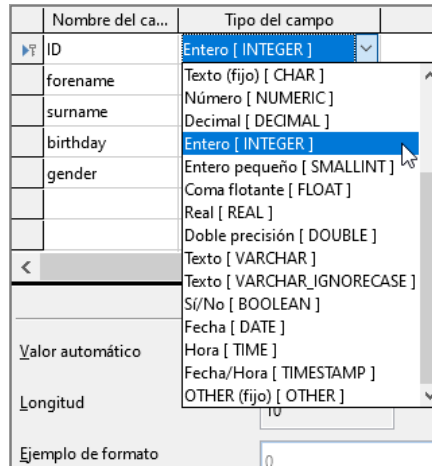 Nombre del ca... Tipo del campo
ID Entero [ INTEGER ]
forename Texto (fijo) [ CHAR ]
Número [ NUMERIC ]
surname Decimal [ DECIMAL ]
birthday Entero [ INTEGER ]
gender Entero pequeño [ SMALLINT ]
Coma flotante [ FLOAT ]
Real [ REAL ]
Doble precisión [ DOUBLE ]
Texto [ VARCHAR ]
Texto [ VARCHAR_IGNORECASE ]
Sí/No [ BOOLEAN ]
Fecha [ DATE ]
Valor automático Hora [ TIME ]
Fecha/Hora [ TIMESTAMP ]
Longitud OTHER (fijo) [ OTHER ]
10
Ejemplo de formato 0